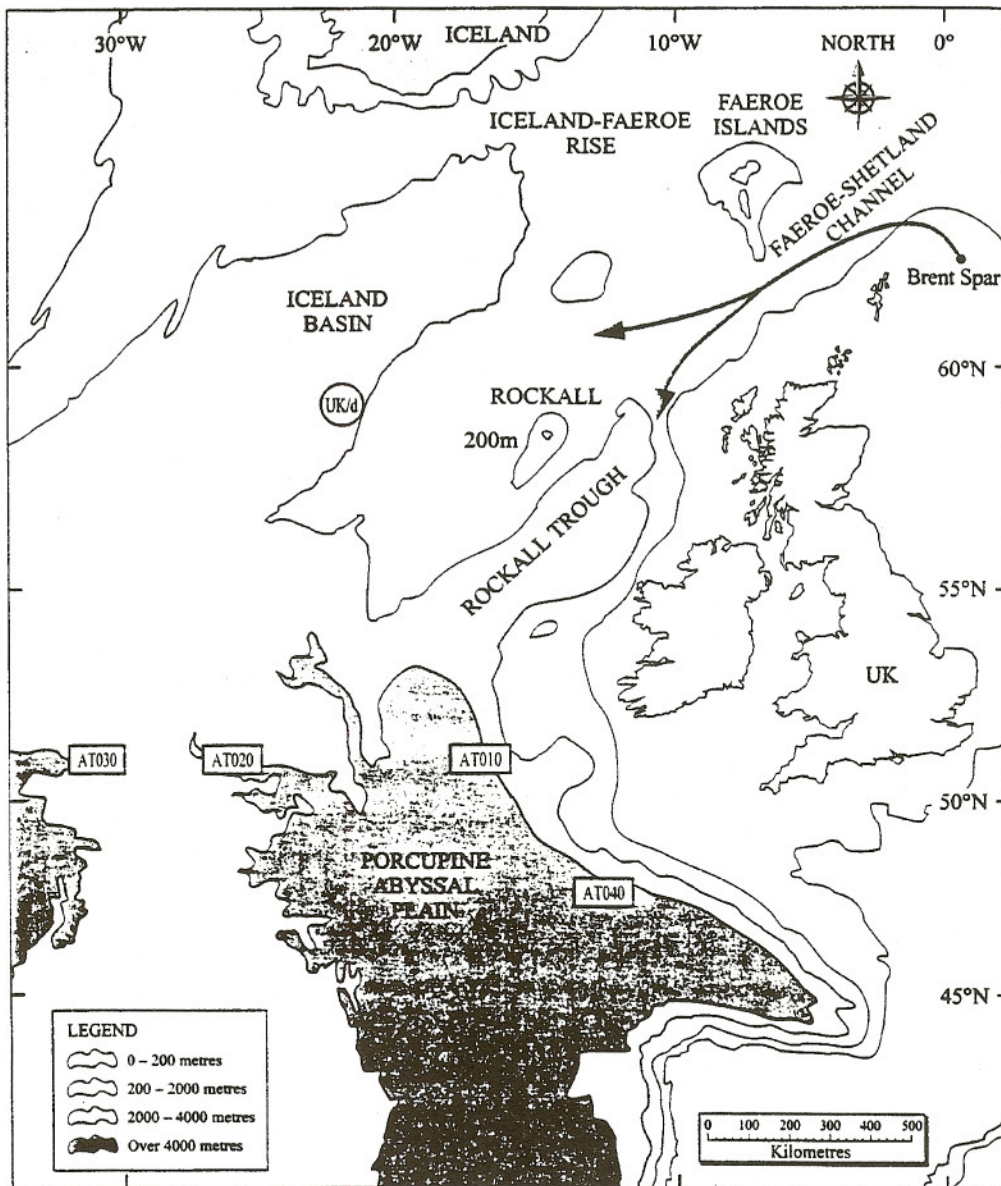 30°W
20°W
ICELAND
10°W
NORTH
0°
ICELAND-FAEROE
RISE
FAEROE
ISLANDS
FAEROE-SHETLAND
CHANNEL
Brent Spar
ICELAND
BASIN
60°N
UK/d
ROCKALL
200m
ROCKALL TROUGH
55°N
UK
AT030
AT020
AT010
50°N
PORCUPINE
ABYSSAL
PLAIN
AT040
45°N
LEGEND
0 – 200 metres
200 – 2000 metres
2000 – 4000 metres
Over 4000 metres
0 100 200 300 400 500
Kilometres